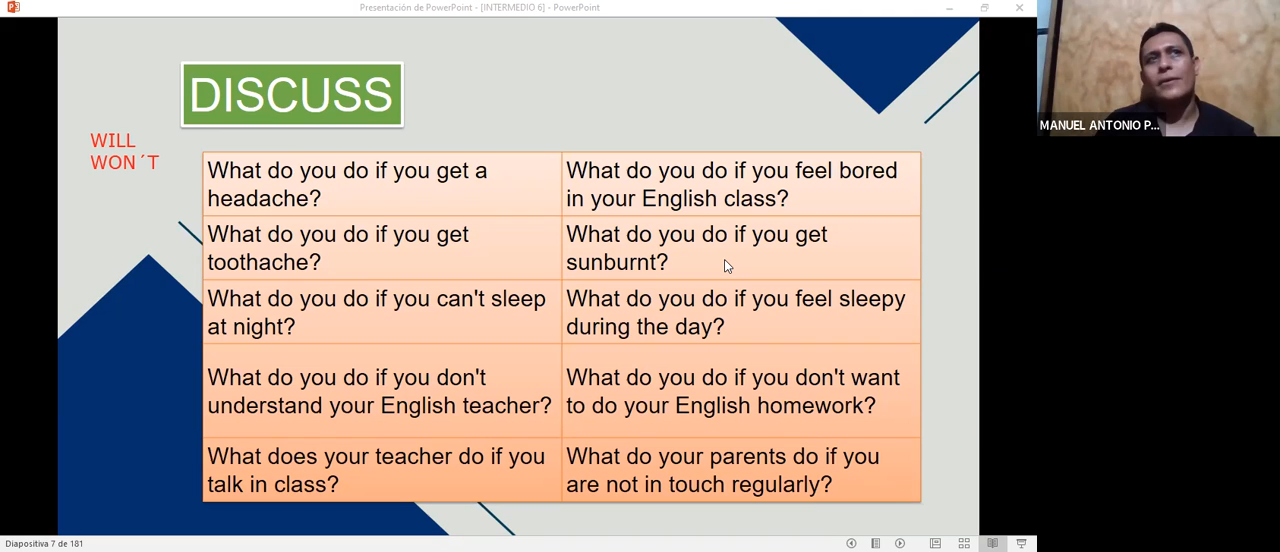 Presentación de PowerPoint - [INTERMEDIO 6] - PowerPoint
DISCUSS
WILL
WON´T
What do you do if you get a
headache?
What do you do if you feel bored
in your English class?
What do you do if you get
toothache?
What do you do if you get
sunburnt?
What do you do if you can't sleep
at night?
What do you do if you feel sleepy
during the day?
What do you do if you don't
understand your English teacher?
What do you do if you don't want
to do your English homework?
What does your teacher do if you
talk in class?
What do your parents do if you
are not in touch regularly?
MANUEL ANTONIO P...
Diapositiva 7 de 181